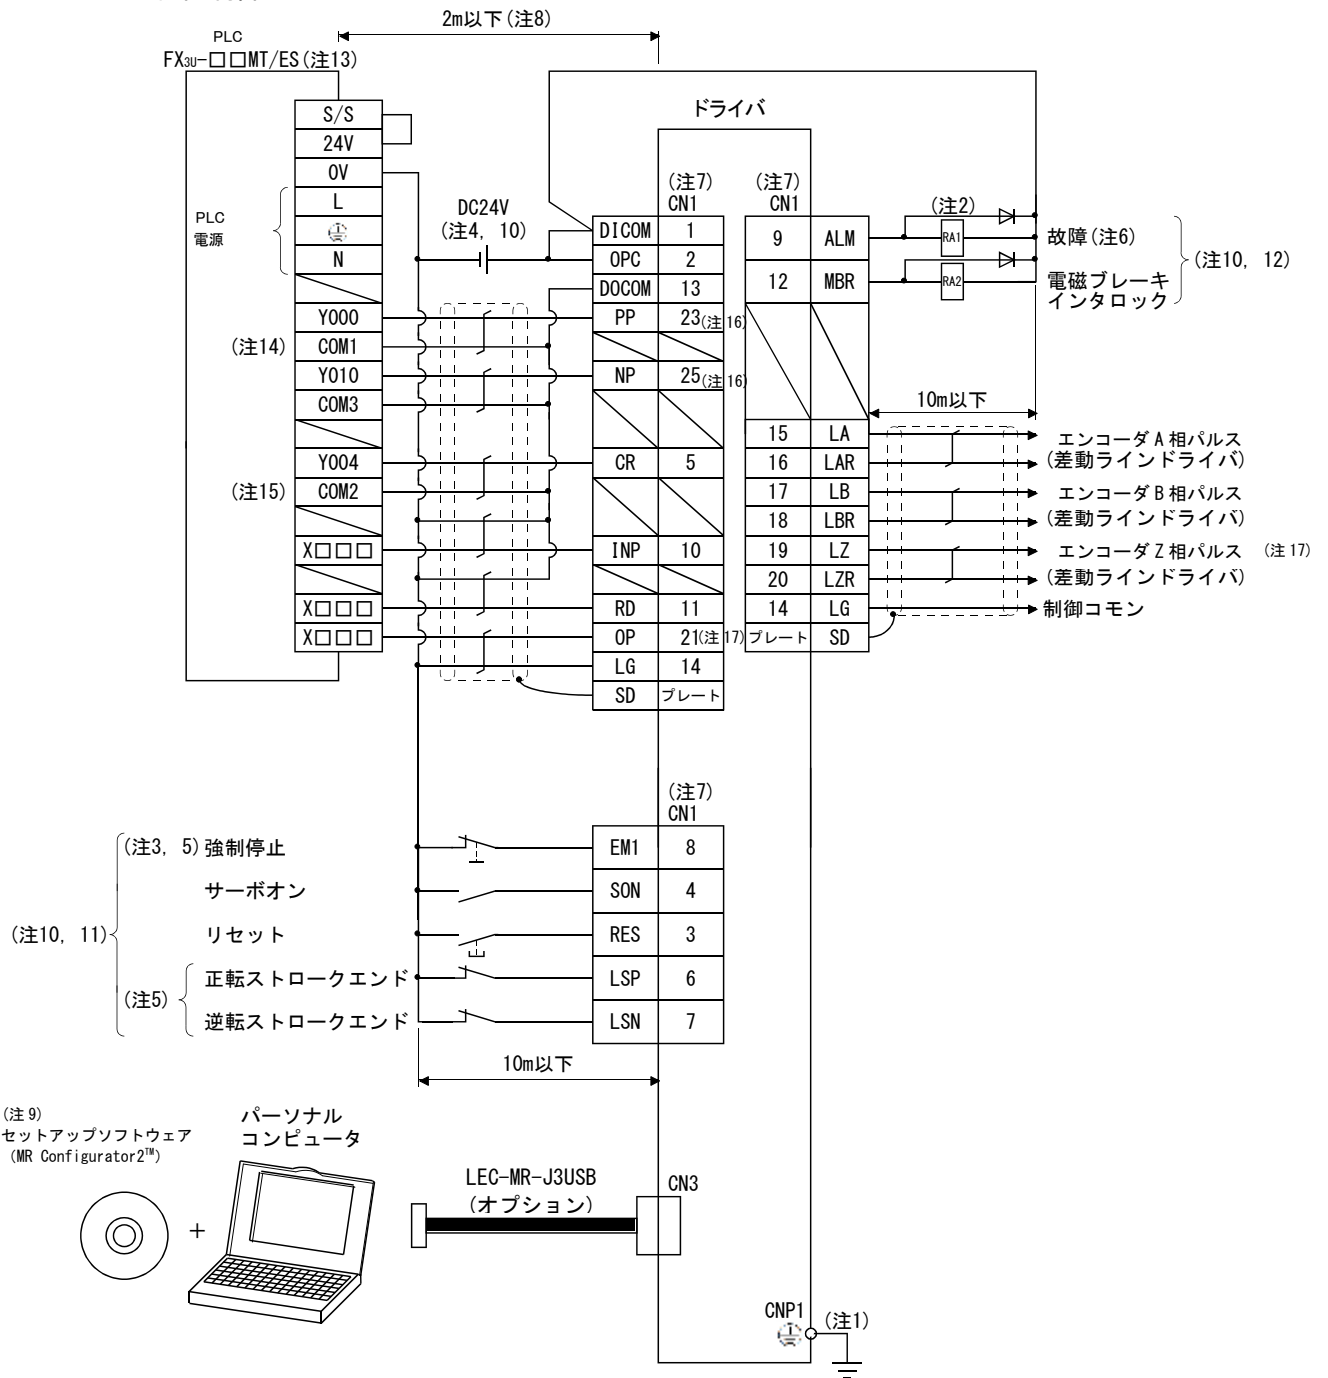 2m以下(注8)
PLC
FX3U-□□MT/ES(注13)
S/S
24V
0V
L
N
PLC
電源
Y000
(注14) COM1
Y010
COM3
Y004
(注15) COM2
X□□□
X□□□
X□□□
DC24V
(注4, 10)
ドライバ
(注7)
CN1
DICOM 1
OPC 2
DOCOM 13
PP 23(注16)
NP 25(注16)
CR 5
INP 10
RD 11
OP 21(注17)
LG 14
SD プレート
(注7)
CN1
9 ALM
12 MBR
15 LA
16 LAR
17 LB
18 LBR
19 LZ
20 LZR
14 LG
プレート SD
(注2)
RA1
RA2
故障(注6)
電磁ブレーキ
インタロック
(注10, 12)
10m以下
エンコーダA相パルス
(差動ラインドライバ)
エンコーダB相パルス
(差動ラインドライバ)
エンコーダZ相パルス (注17)
(差動ラインドライバ)
制御コモン
(注7)
CN1
(注3, 5) 強制停止 EM1 8
サーボオン SON 4
(注10, 11) リセット RES 3
正転ストロークエンド LSP 6
(注5)
逆転ストロークエンド LSN 7
10m以下
(注9)
セットアップソフトウェア
(MR Configurator2™)
+
パーソナル
コンピュータ
LEC-MR-J3USB
(オプション)
CN3
CNP1
(注1)